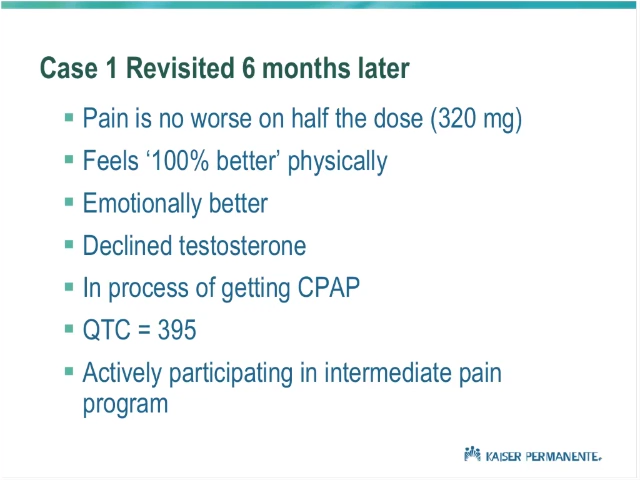 Case 1 Revisited 6 months later
▪ Pain is no worse on half the dose (320 mg)
▪ Feels ‘100% better’ physically
▪ Emotionally better
▪ Declined testosterone
▪ In process of getting CPAP
▪ QTC = 395
▪ Actively participating in intermediate pain
program
KAISER PERMANENTE.